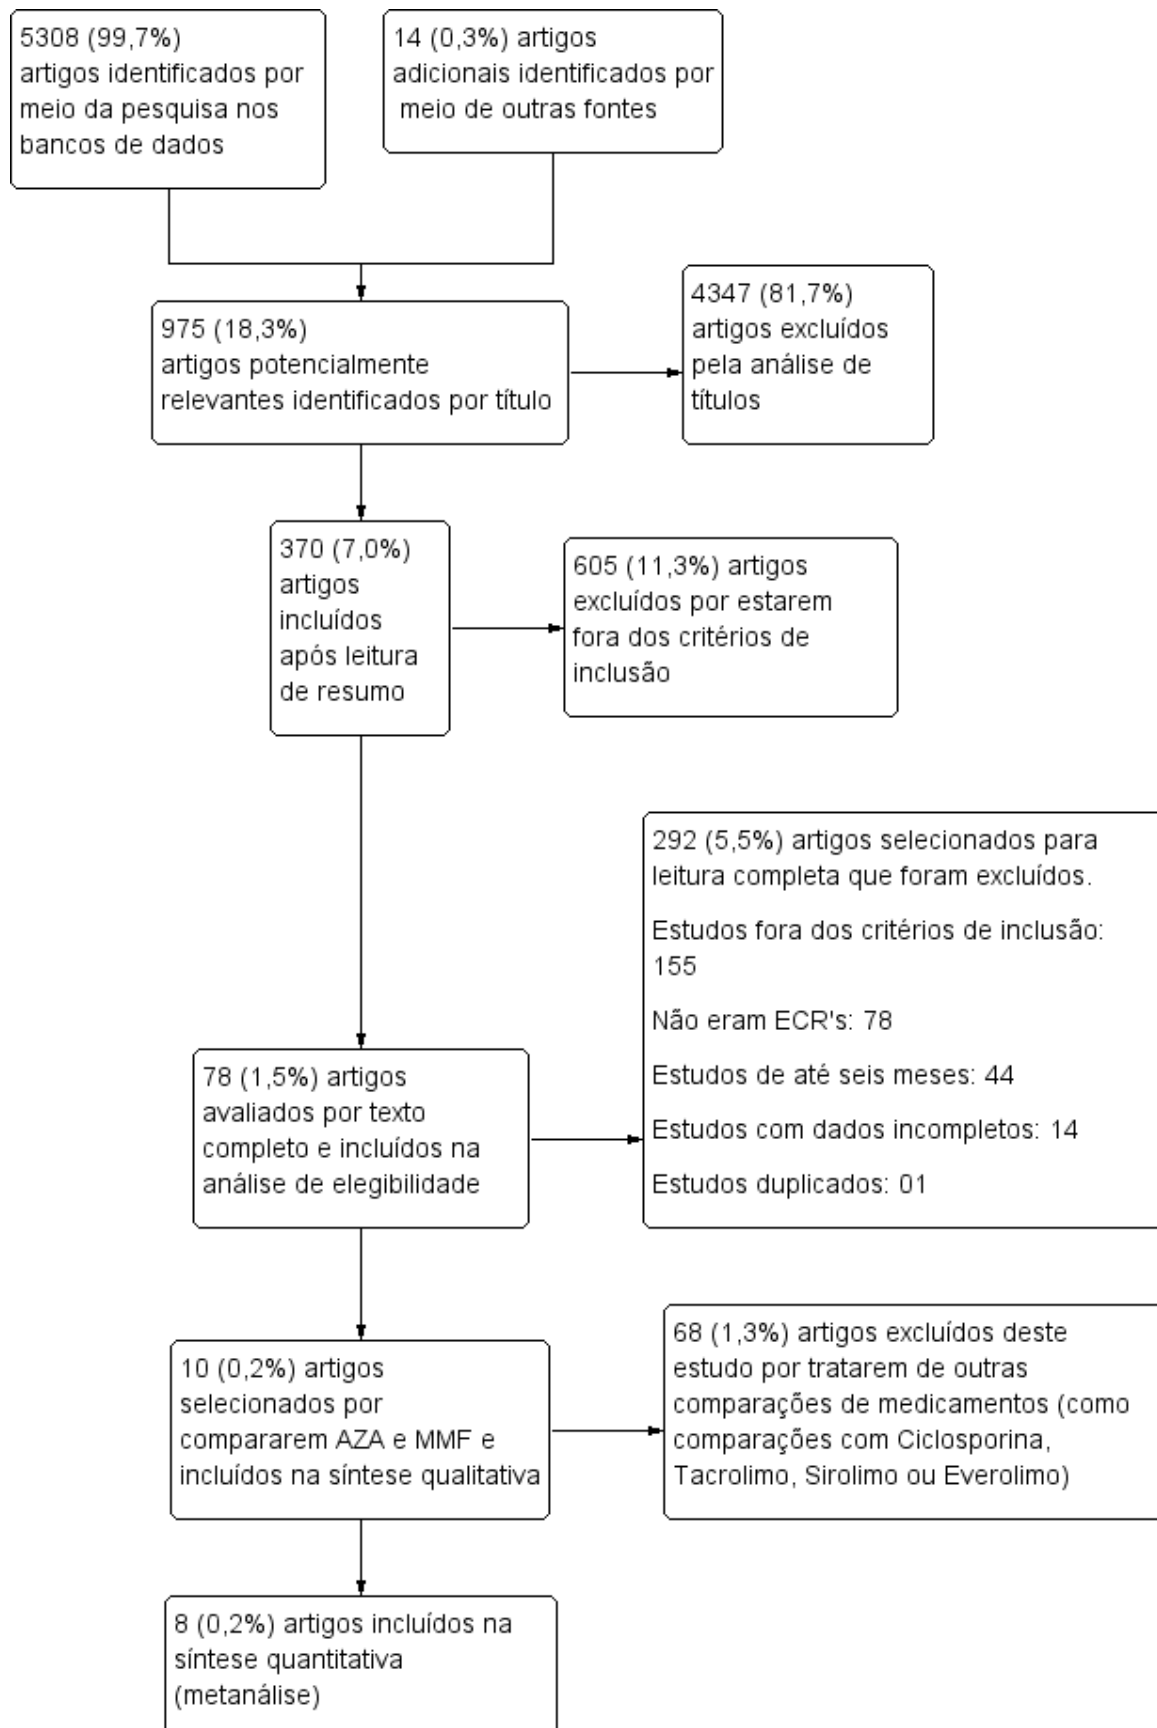 5308 (99,7%)
artigos identificados por
meio da pesquisa nos
bancos de dados
14 (0,3%) artigos
adicionais identificados por
meio de outras fontes
975 (18,3%)
artigos potencialmente
relevantes identificados por título
4347 (81,7%)
artigos excluídos
pela análise de
títulos
370 (7,0%)
artigos
incluídos
após leitura
de resumo
605 (11,3%) artigos
excluídos por estarem
fora dos critérios de
inclusão
292 (5,5%) artigos selecionados para
leitura completa que foram excluídos.
Estudos fora dos critérios de inclusão:
155
Não eram ECR's: 78
Estudos de até seis meses: 44
Estudos com dados incompletos: 14
Estudos duplicados: 01
78 (1,5%) artigos
avaliados por texto
completo e incluídos na
análise de elegibilidade
10 (0,2%) artigos
selecionados por
compararem AZA e MMF e
incluídos na síntese qualitativa
68 (1,3%) artigos excluídos deste
estudo por tratarem de outras
comparações de medicamentos (como
comparações com Ciclosporina,
Tacrolimo, Sirolimo ou Everolimo)
8 (0,2%) artigos incluídos na
síntese quantitativa
(metanálise)